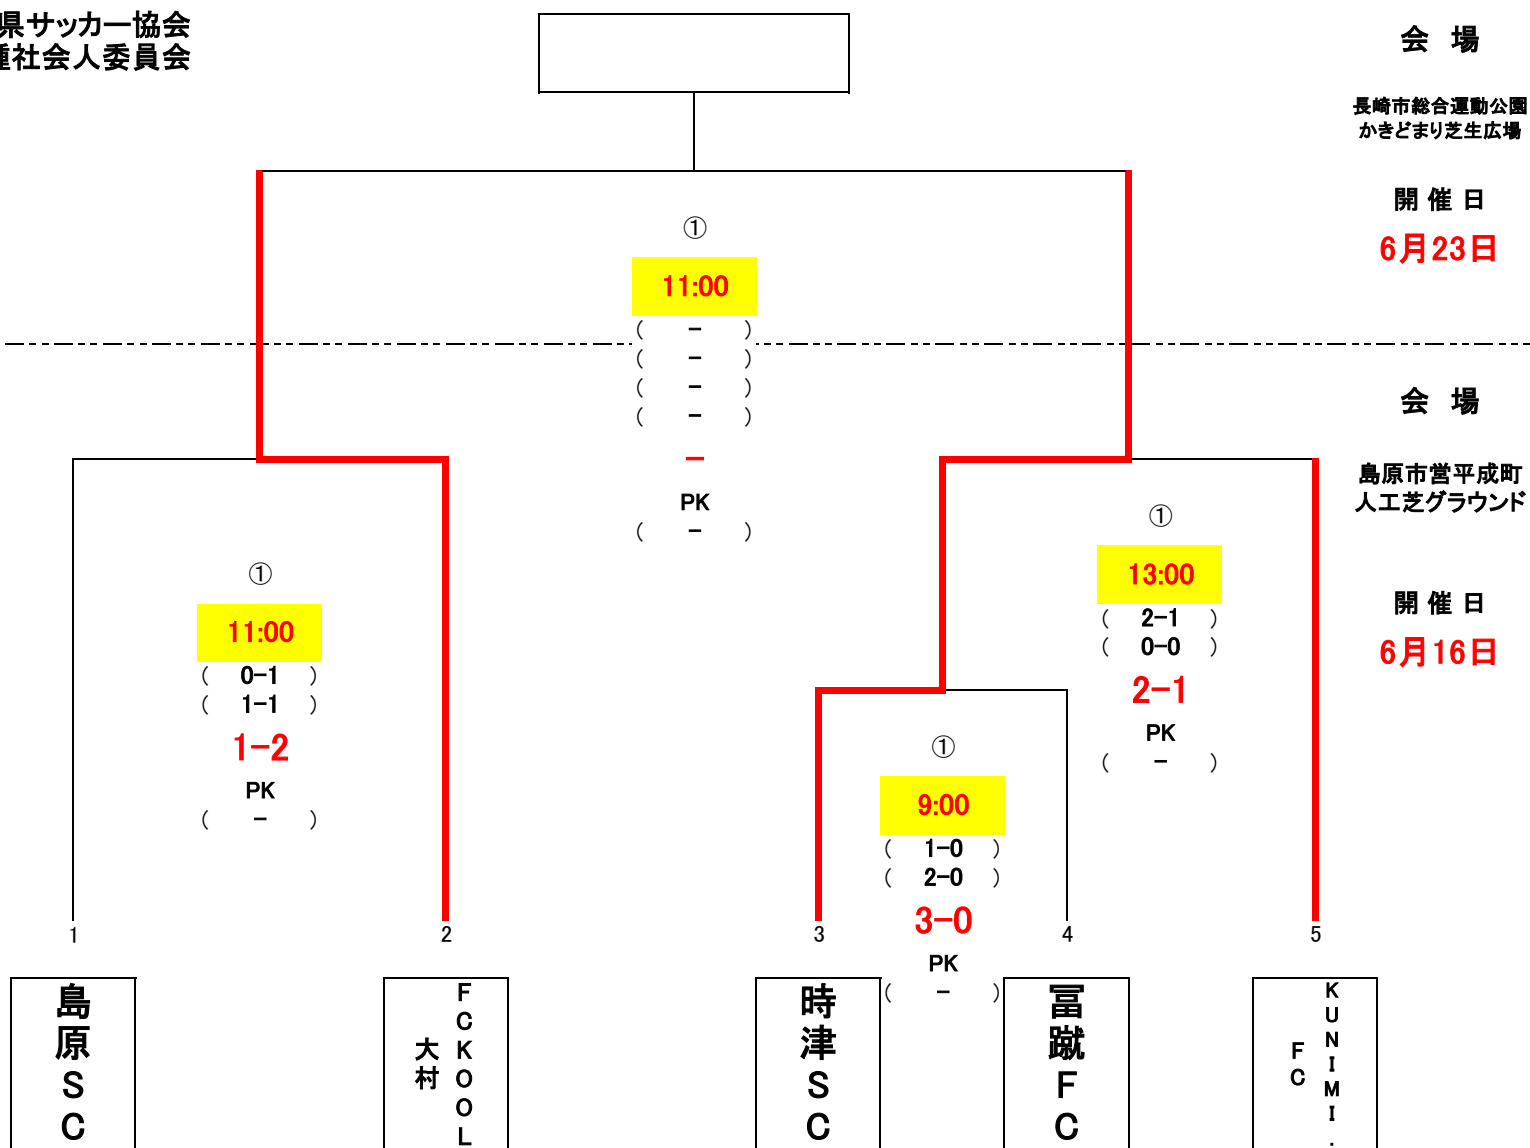 県サッカー協会
種社会人委員会
会 場
長崎市総合運動公園
かきどまり芝生広場
開 催 日
6月23日
①
11:00
( - )
( - )
( - )
( - )
-
PK
( - )
会 場
島原市営平成町
人工芝グラウンド
開 催 日
6月16日
①
11:00
( 0-1 )
( 1-1 )
1-2
PK
( - )
①
13:00
( 2-1 )
( 0-0 )
2-1
PK
( - )
①
9:00
( 1-0 )
( 2-0 )
3-0
PK
( - )
1
2
3
4
5
島原SC
FCKOOL
大村
時津SC
冨蹴FC
KUNIMI.
FC